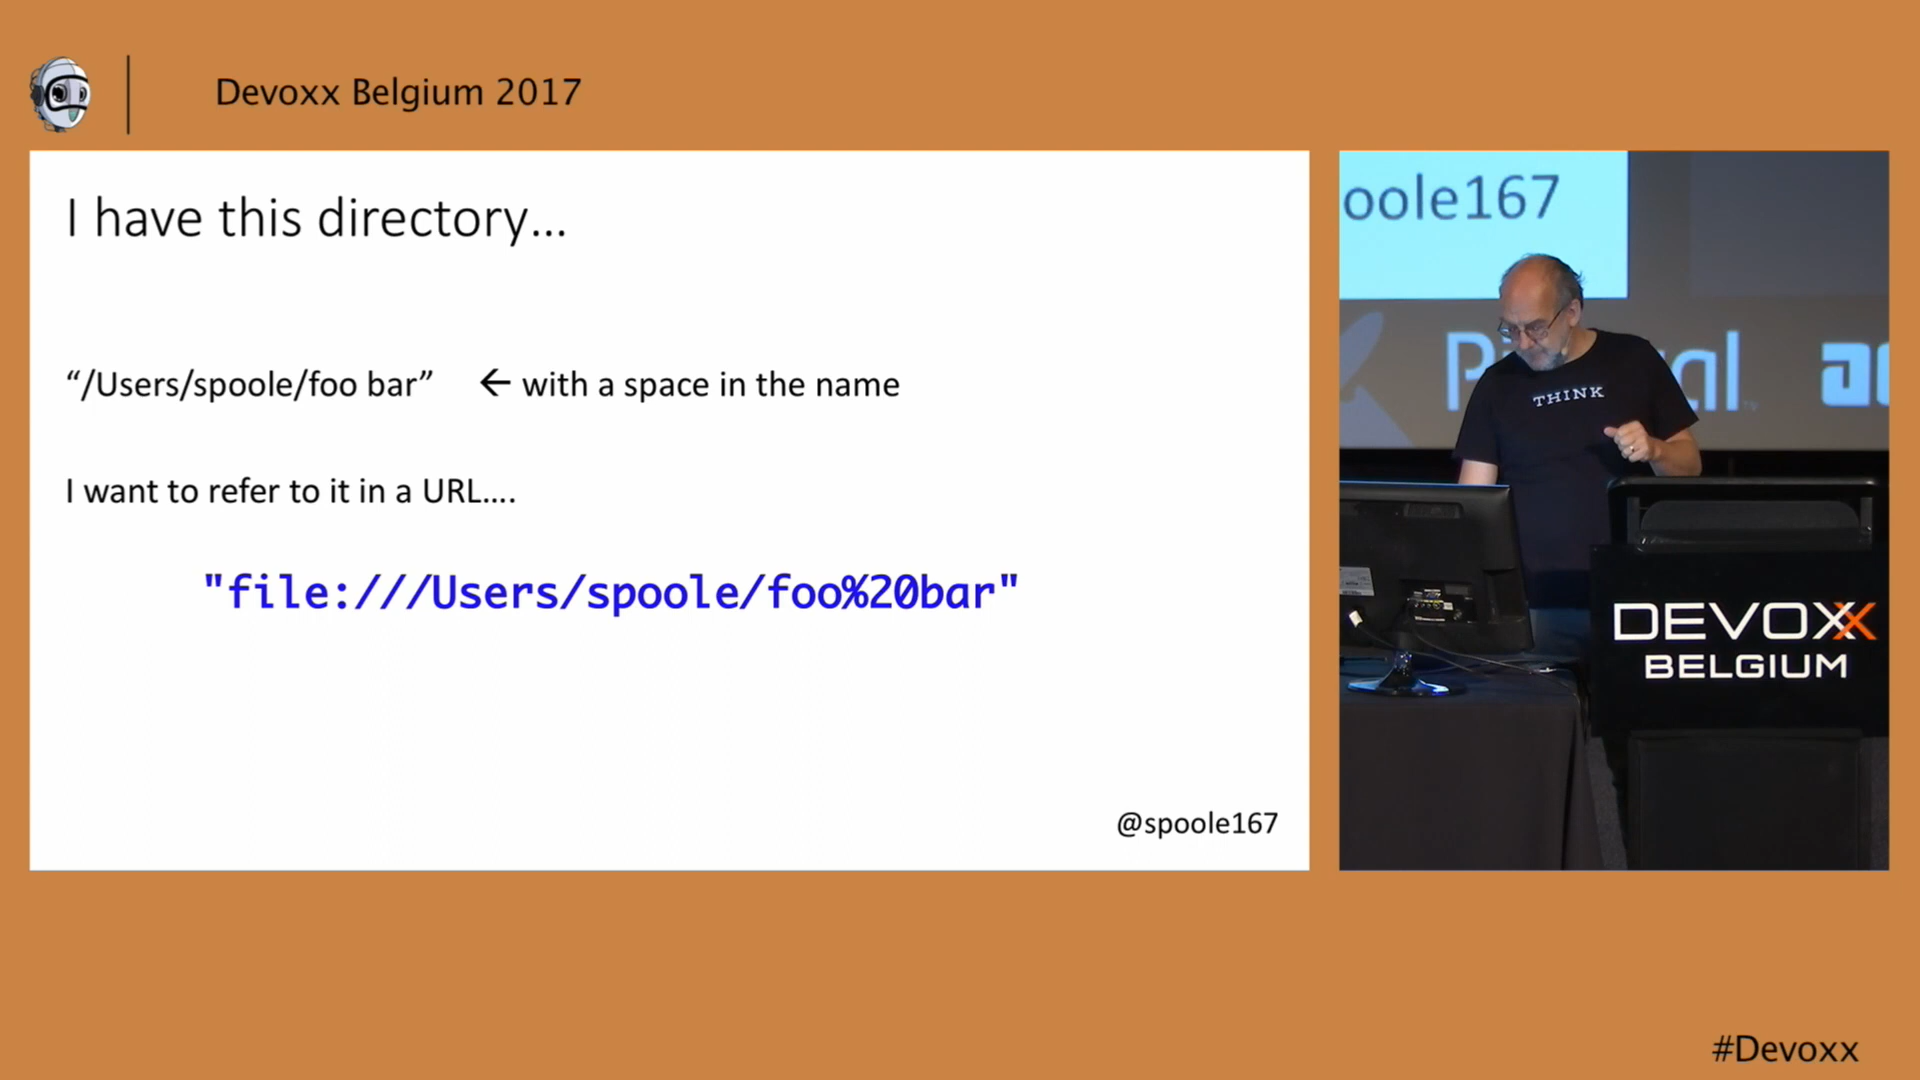 Devoxx Belgium 2017
I have this directory...
“/Users/spoole/foo bar” ← with a space in the name
I want to refer to it in a URL....
"file:///Users/spoole/foo%20bar"
@spoole167
oole167
THINK
DEVOXX
BELGIUM
#Devoxx